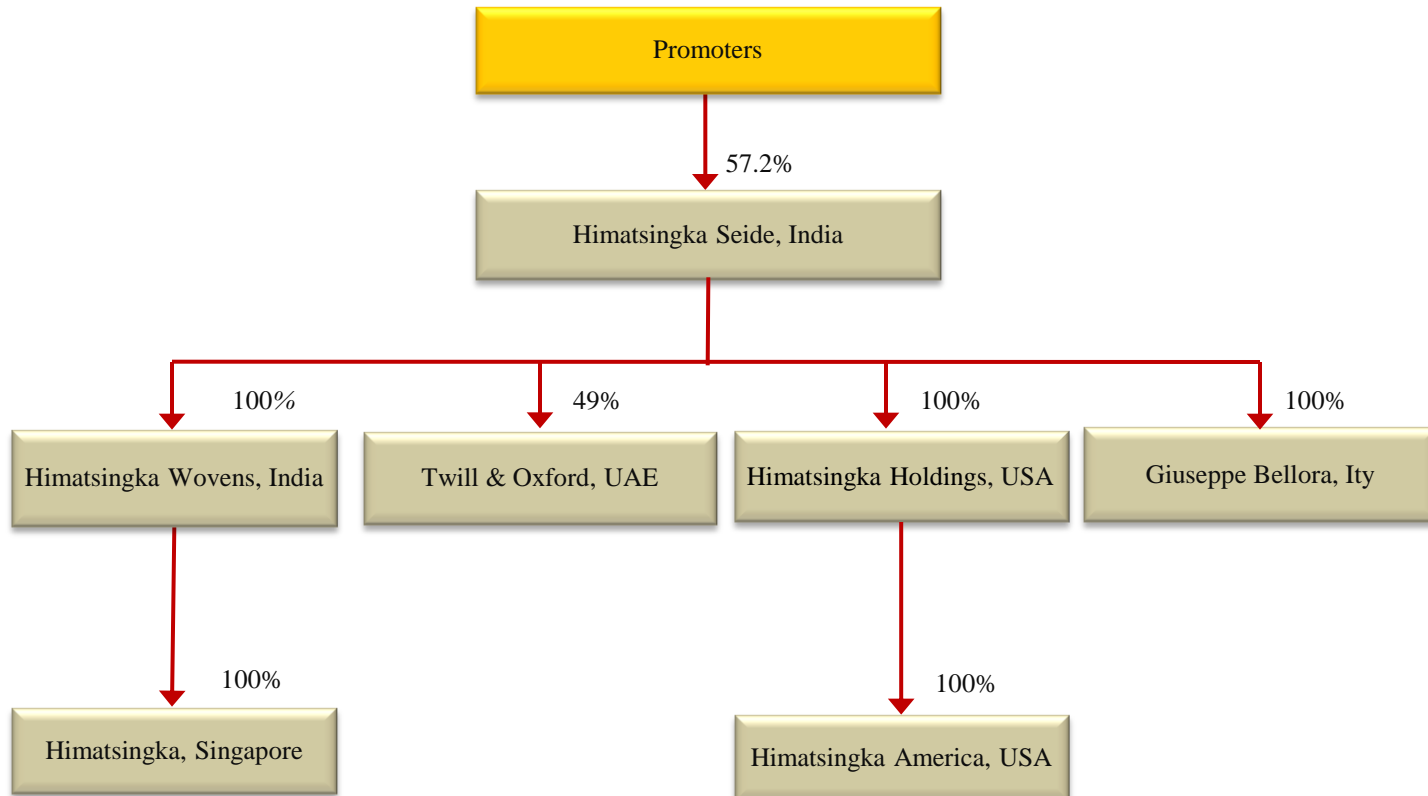 Promoters
57.2%
Himatsingka Seide, India
100%
49%
100%
100%
Himatsingka Wovens, India
Twill & Oxford, UAE
Himatsingka Holdings, USA
Giuseppe Bellora, Ity
100%
100%
Himatsingka, Singapore
Himatsingka America, USA